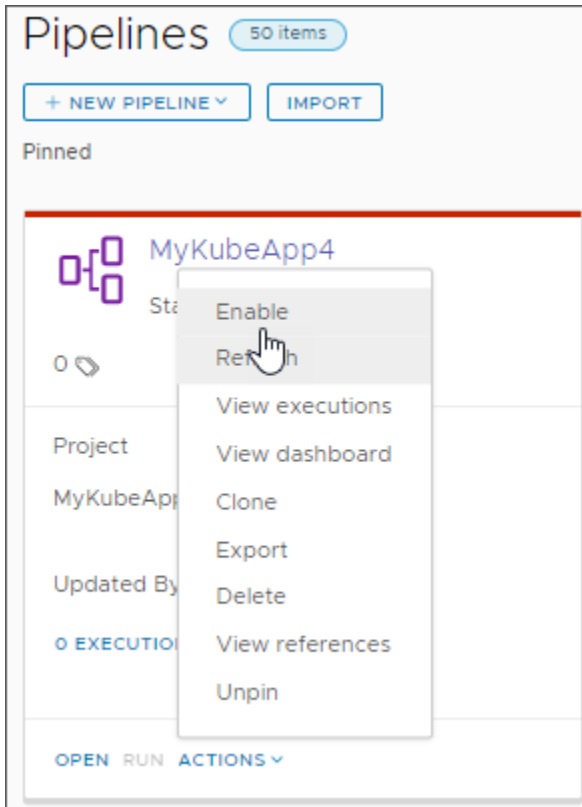 Pipelines 50 items
+ NEW PIPELINE IMPORT
Pinned
MyKubeApp4
Enable
View executions
Project
View dashboard
Clone
Export
Updated By
Delete
View references
Unpin
OPEN RUN ACTIONS
0